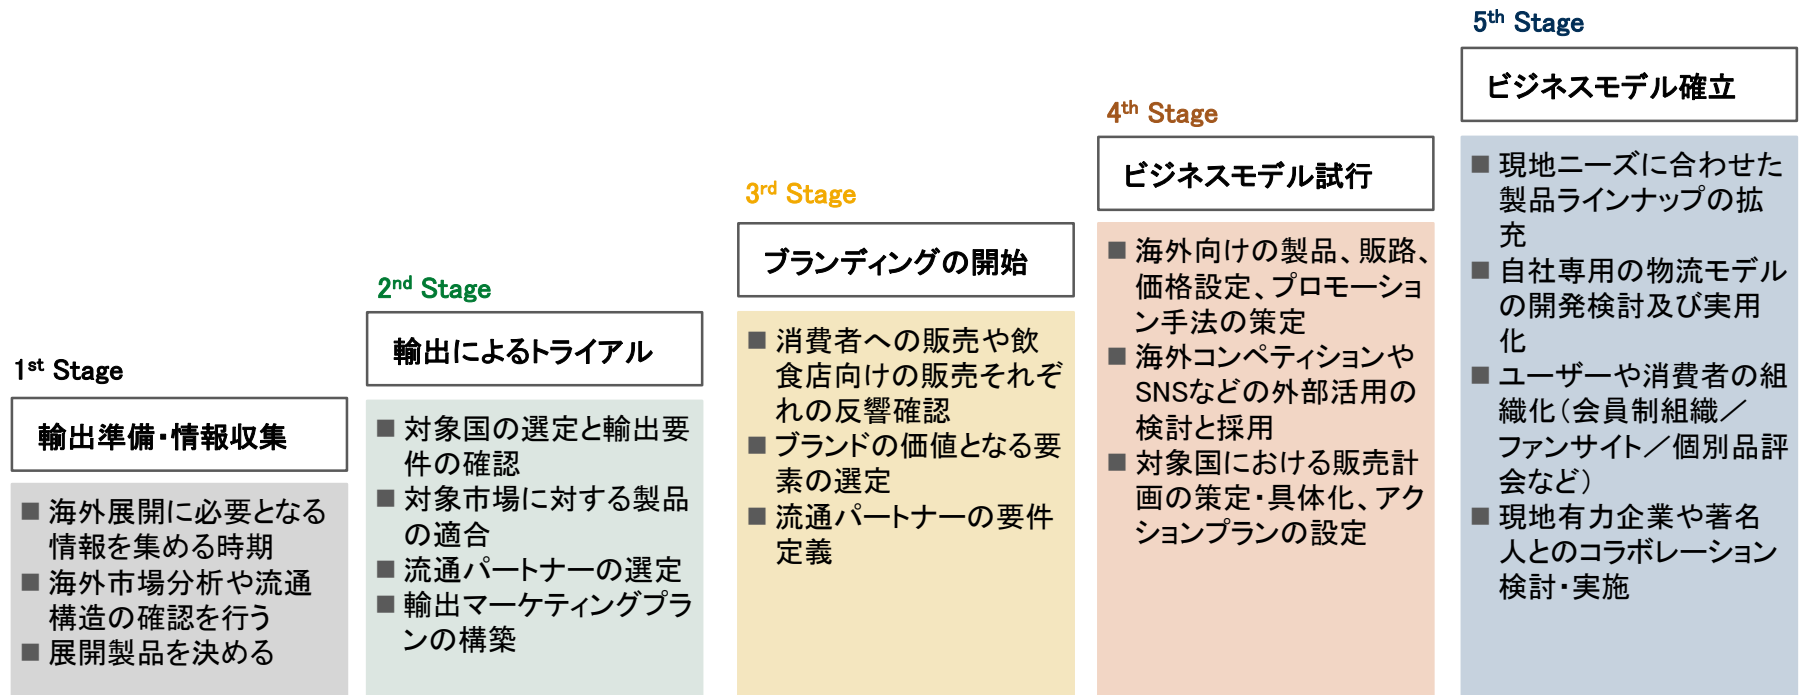 1st Stage
輸出準備・情報収集
■ 海外展開に必要となる
情報を集める時期
■ 海外市場分析や流通
構造の確認を行う
■ 展開製品を決める
2nd Stage
輸出によるトライアル
■ 対象国の選定と輸出要
件の確認
■ 対象市場に対する製品
の適合
■ 流通パートナーの選定
■ 輸出マーケティングプラ
ンの構築
3rd Stage
ブランディングの開始
■ 消費者への販売や飲
食店向けの販売それぞ
れの反響確認
■ ブランドの価値となる要
素の選定
■ 流通パートナーの要件
定義
4th Stage
ビジネスモデル試行
■ 海外向けの製品、販路、
価格設定、プロモーショ
ン手法の策定
■ 海外コンペティションや
SNSなどの外部活用の
検討と採用
■ 対象国における販売計
画の策定・具体化、アク
ションプランの設定
5th Stage
ビジネスモデル確立
■ 現地ニーズに合わせた
製品ラインナップの拡
充
■ 自社専用の物流モデル
の開発検討及び実用
化
■ ユーザーや消費者の組
織化（会員制組織／
ファンサイト／個別品評
会など）
■ 現地有力企業や著名
人とのコラボレーション
検討・実施